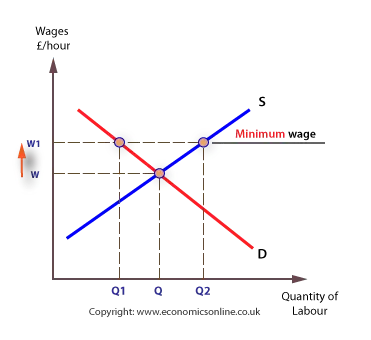 Wages
£/hour
S
Minimum wage
W1
W
D
Q1 Q Q2
Quantity of
Labour
Copyright: www.economicsonline.co.uk